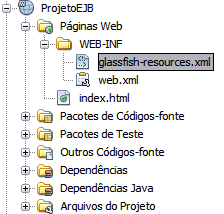 ProjetoEJB
Páginas Web
WEB-INF
glassfish-resources.xml
web.xml
index.html
Pacotes de Códigos-fonte
Pacotes de Teste
Outros Códigos-fonte
Dependências
Dependências Java
Arquivos do Projeto